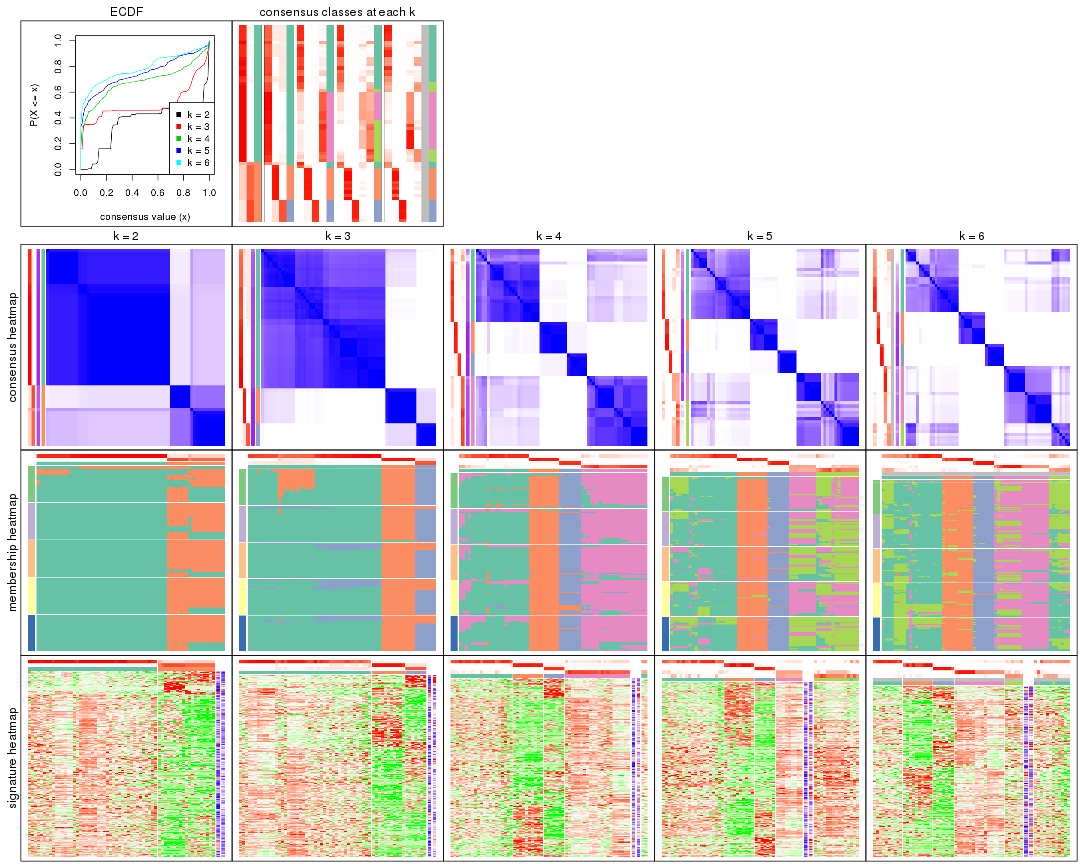 ECDF
consensus classes at each k
P(X <= x)
1.0
0.8
0.6
0.4
0.2
0.0
k = 2
k = 3
k = 4
k = 5
k = 6
0.0 0.2 0.4 0.6 0.8 1.0
consensus value (x)
k = 2
k = 3
k = 4
k = 5
k = 6
consensus heatmap
membership heatmap
signature heatmap